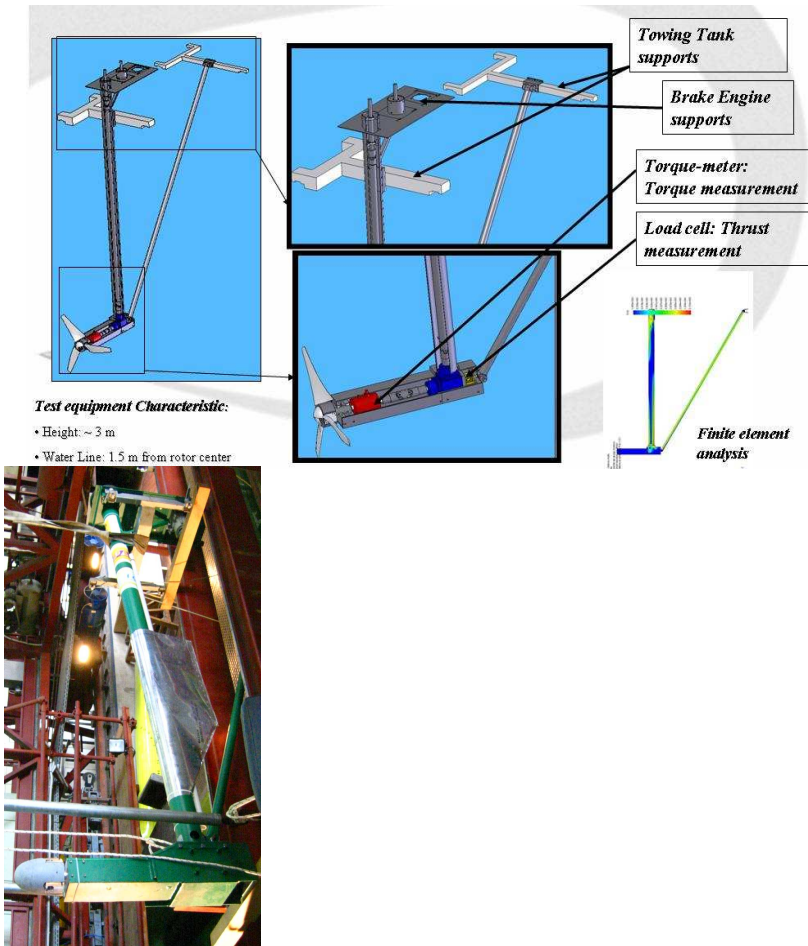 Towing Tank
supports
Brake Engine
supports
Torque-meter:
Torque measurement
Load cell: Thrust
measurement
Test equipment Characteristic:
• Height: ~ 3 m
• Water Line: 1.5 m from rotor center
Finite element
analysis